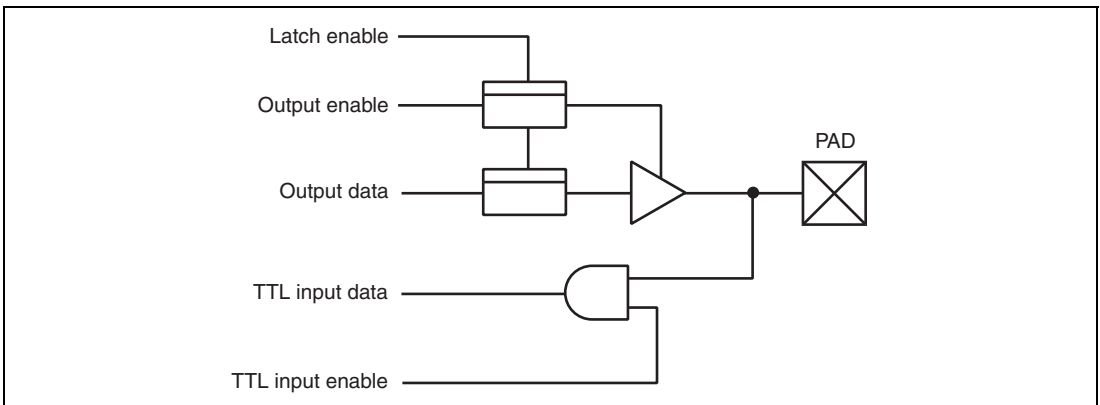 Latch enable
Output enable
PAD
Output data
TTL input data
TTL input enable